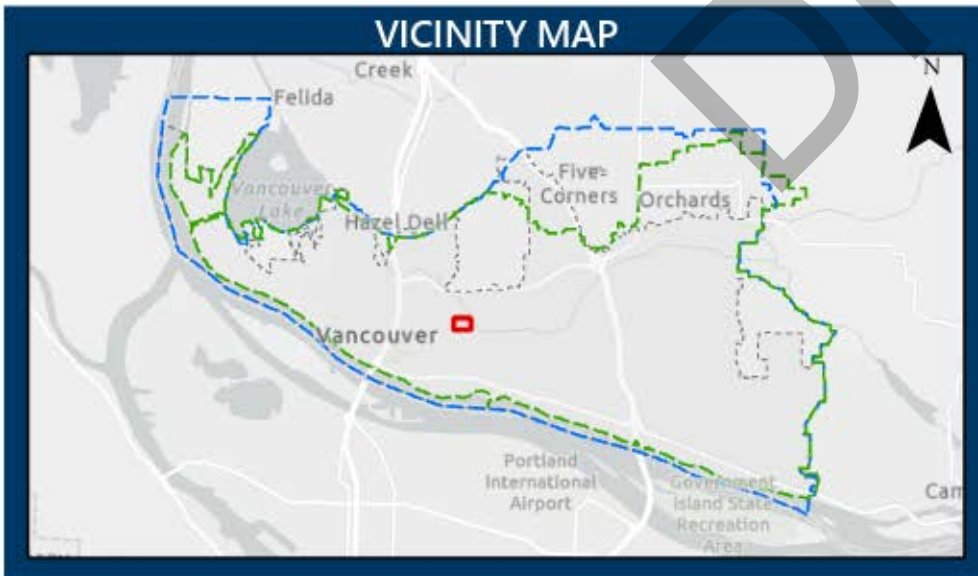 VICINITY MAP
Creek
N
Felida
Vancouver
Lake
Five
Corners
Orchards
Hazel Dell
Vancouver
Portland
International
Airport
Government
Island State
Recreation
Area